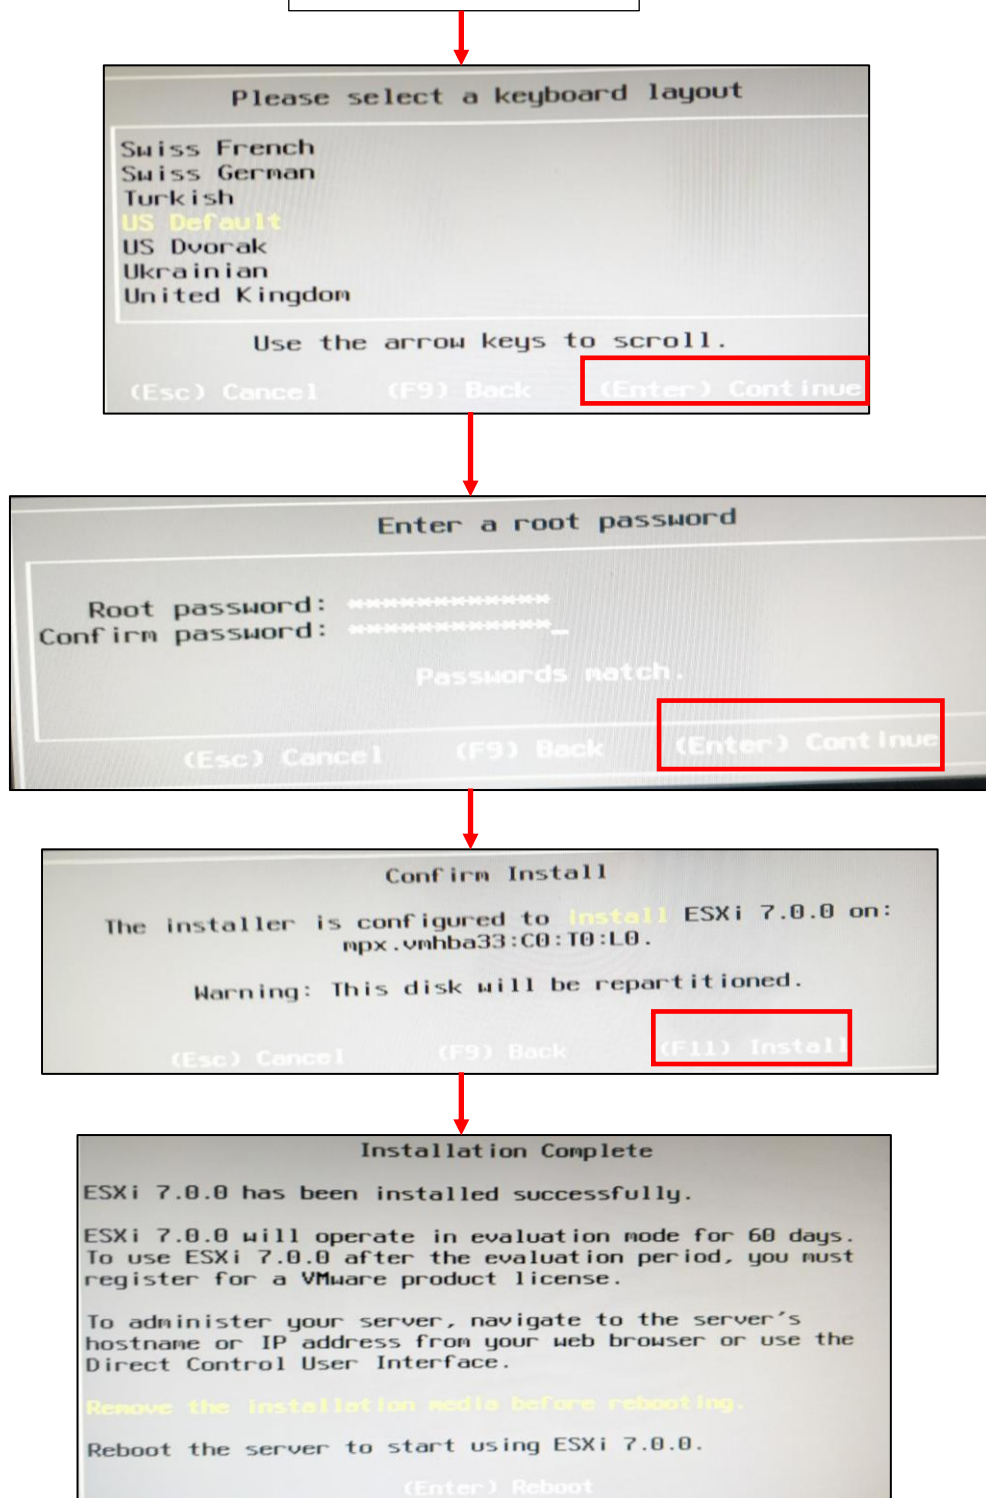 Please select a keyboard layout
Swiss French
Swiss German
Turkish
US Default
US Dvorak
Ukrainian
United Kingdom
Use the arrow keys to scroll.
(Esc) Cancel (F9) Back (Enter) Continue
Enter a root password
Root password: ************
Confirm password: ************_
Passwords match.
(Esc) Cancel (F9) Back (Enter) Continue
Confirm Install
The installer is configured to install ESXi 7.0.0 on:
mpx.vmhba33:C0:T0:L0.
Warning: This disk will be repartitioned.
(Esc) Cancel (F9) Back (F11) Install
Installation Complete
ESXi 7.0.0 has been installed successfully.
ESXi 7.0.0 will operate in evaluation mode for 60 days.
To use ESXi 7.0.0 after the evaluation period, you must
register for a VMware product license.
To administer your server, navigate to the server's
hostname or IP address from your web browser or use the
Direct Control User Interface.
Remove the installation media before rebooting.
Reboot the server to start using ESXi 7.0.0.
(Enter) Reboot